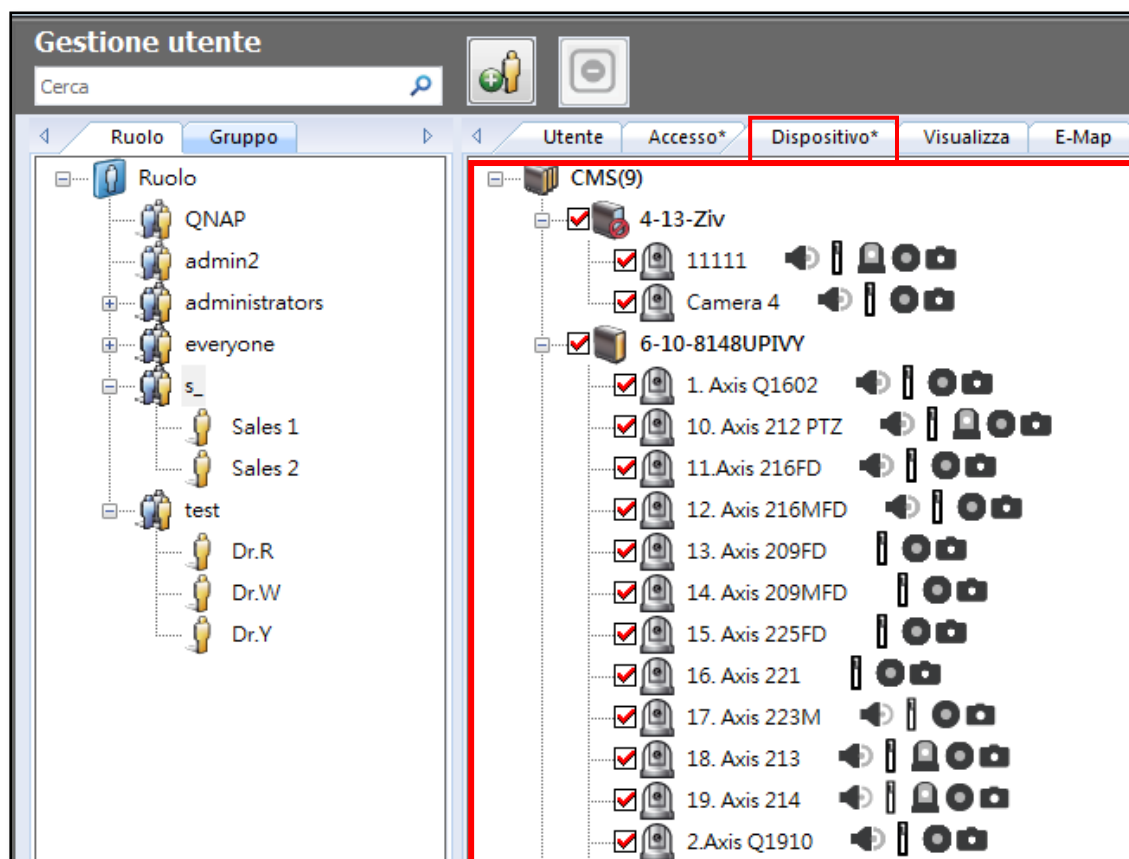 Gestione utente
Cerca
Ruolo Gruppo
Utente Accesso* Dispositivo* Visualizza E-Map
Ruolo
QNAP
admin2
administrators
everyone
s_
Sales 1
Sales 2
test
Dr.R
Dr.W
Dr.Y
CMS(9)
4-13-Ziv
11111
Camera 4
6-10-8148UPIVY
1. Axis Q1602
10. Axis 212 PTZ
11.Axis 216FD
12. Axis 216MFD
13. Axis 209FD
14. Axis 209MFD
15. Axis 225FD
16. Axis 221
17. Axis 223M
18. Axis 213
19. Axis 214
2.Axis Q1910